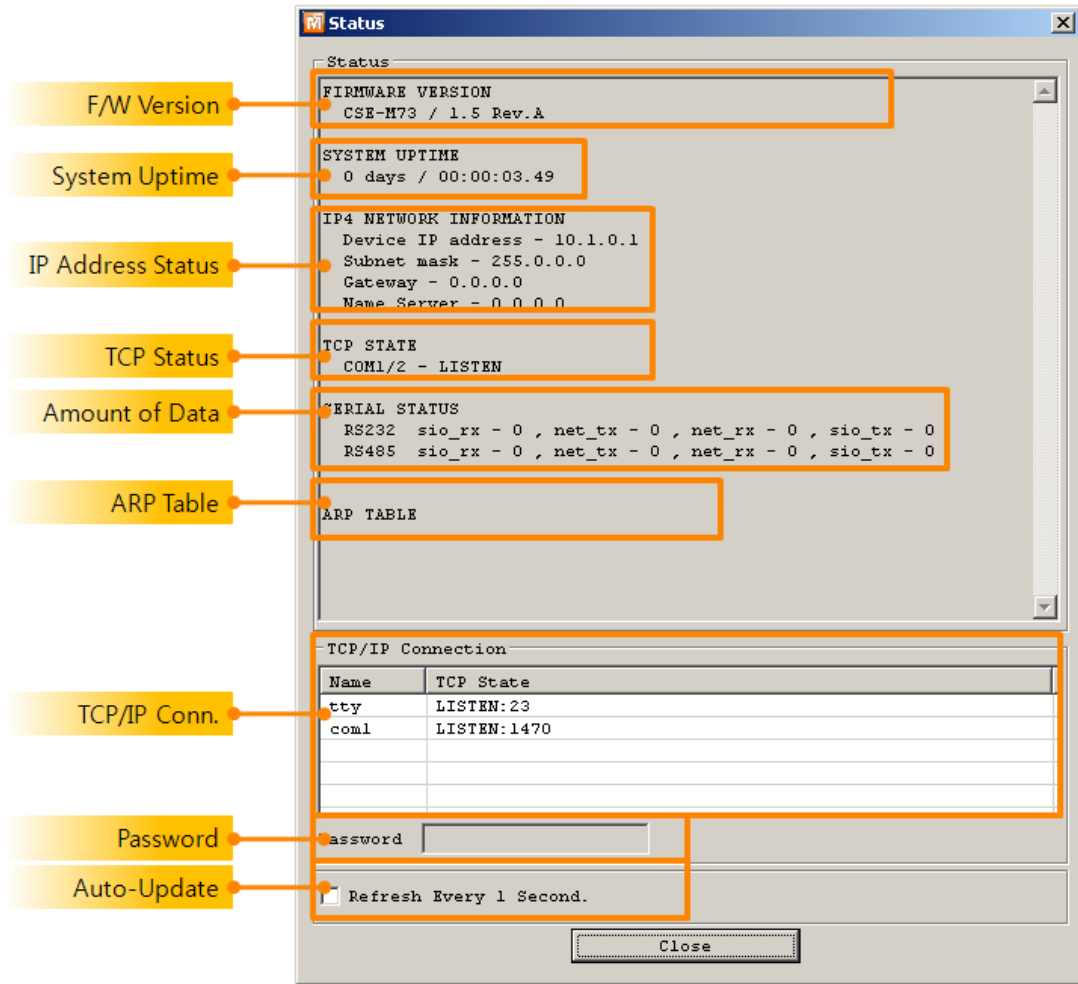 Status
Status
F/W Version
FIRMWARE VERSION
CSE-M73 / 1.5 Rev.A
System Uptime
SYSTEM UPTIME
0 days / 00:00:03.49
IP Address Status
IP4 NETWORK INFORMATION
Device IP address - 10.1.0.1
Subnet mask - 255.0.0.0
Gateway - 0.0.0.0
Name Server - 0.0.0.0
TCP Status
TCP STATE
COM1/2 - LISTEN
Amount of Data
SERIAL STATUS
RS232 sio_rx - 0 , net_tx - 0 , net_rx - 0 , sio_tx - 0
RS485 sio_rx - 0 , net_tx - 0 , net_rx - 0 , sio_tx - 0
ARP Table
ARP TABLE
TCP/IP Connection
Name TCP State
TCP/IP Conn.
tty LISTEN:23
com1 LISTEN:1470
Password
Password
Auto-Update
Refresh Every 1 Second.
Close